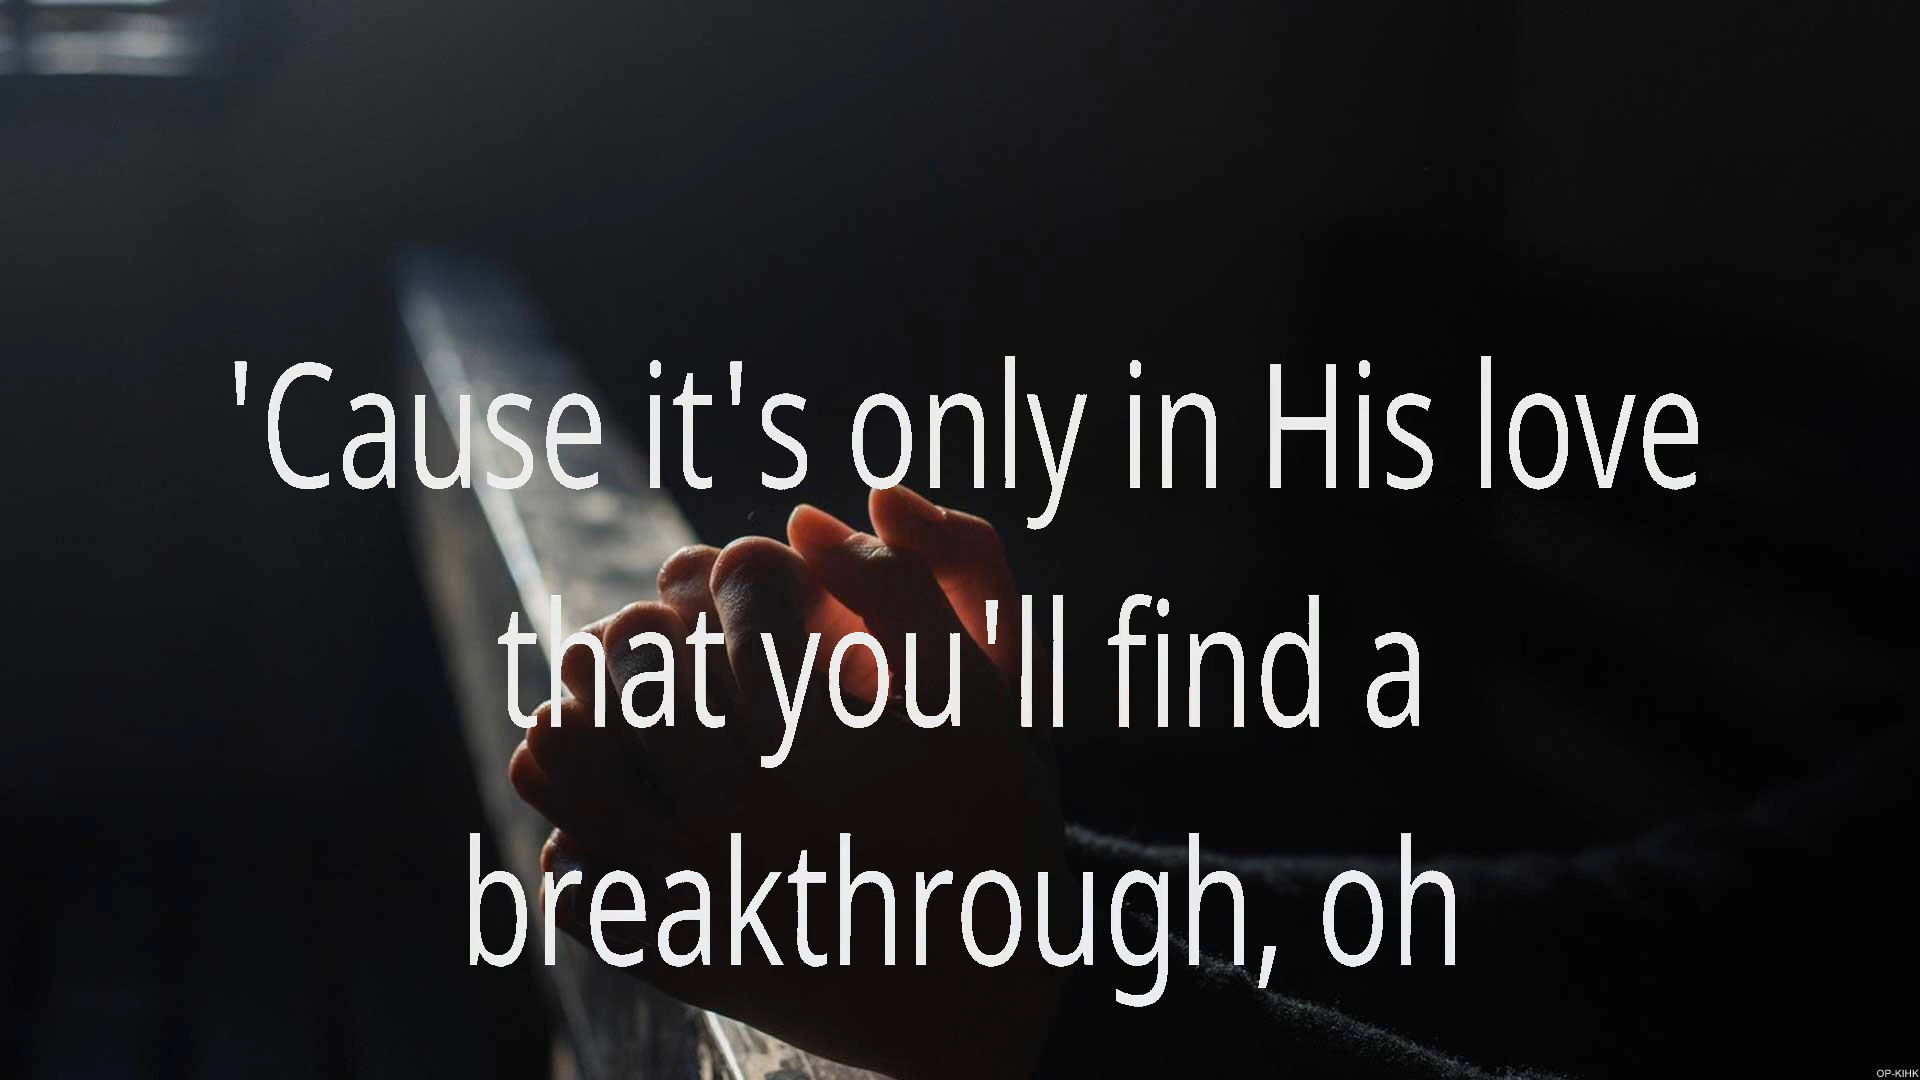 'Cause it's only in His love
that you'll find a
breakthrough, oh
OP-KIHK